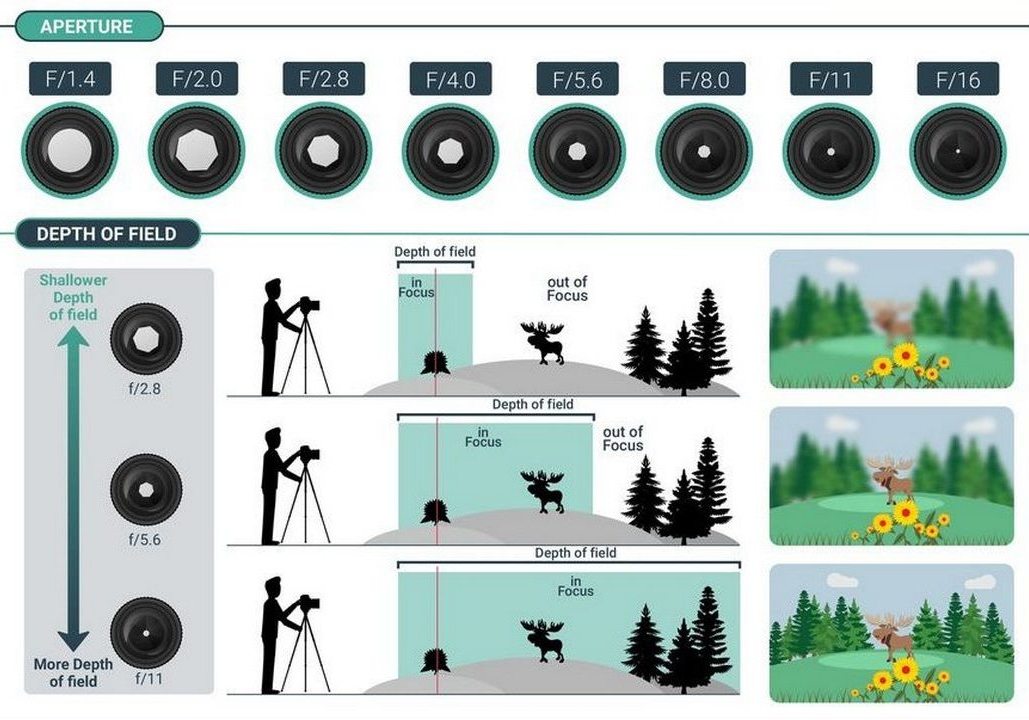 APERTURE
F/1.4
F/2.0
F/2.8
F/4.0
F/5.6
F/8.0
F/11
F/16
DEPTH OF FIELD
Shallower
Depth
of field
f/2.8
f/5.6
More Depth
of field
f/11
Depth of field
in
Focus
out of
Focus
Depth of field
in
Focus
out of
Focus
Depth of field
in
Focus